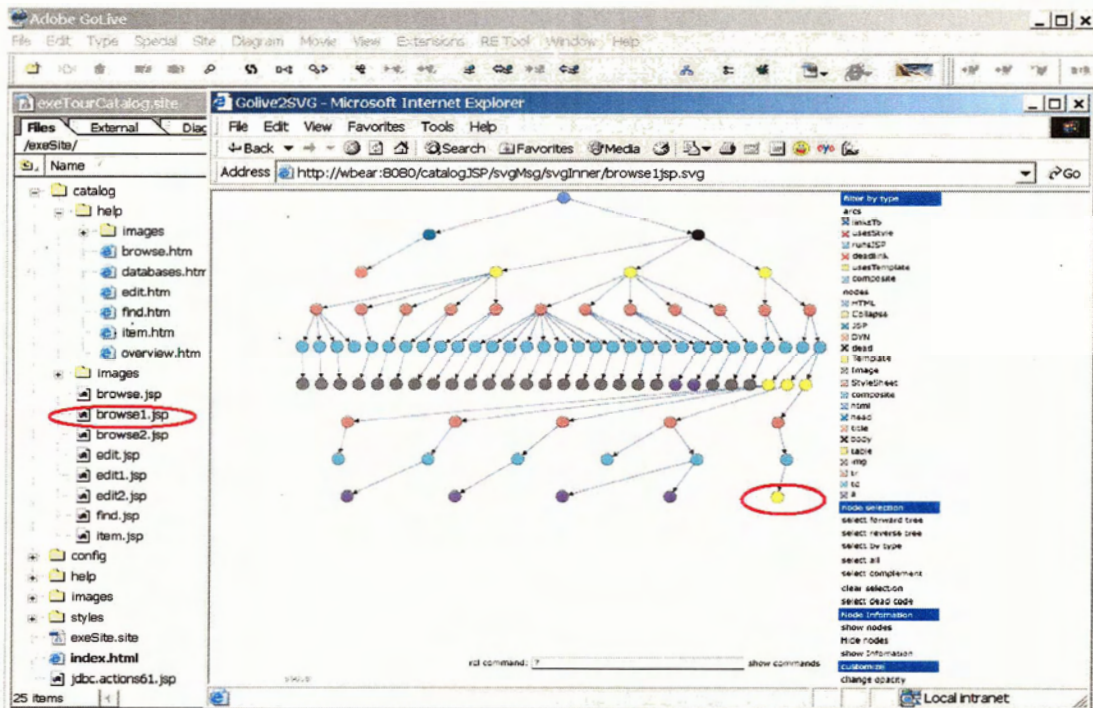 Adobe GoLive
File Edit Type Special Site Diagram Movie View Extensions RE Tool Window Help
exeTourCatalog.site
Files External Diag
/exeSite/
Name
catalog
help
images
browse.htm
databases.htm
edit.htm
find.htm
item.htm
overview.htm
images
browse.jsp
browse1.jsp
browse2.jsp
edit.jsp
edit1.jsp
edit2.jsp
find.jsp
item.jsp
config
help
images
styles
exeSite.site
index.html
jdbc.actions61.jsp
25 items
Golive2SVG - Microsoft Internet Explorer
File Edit View Favorites Tools Help
Back Search Favorites Media
Address http://wbear:8080/catalogJSP/svgMsg/svgInner/browse1jsp.svg Go
filter by type
arcs
linksTo
usesStyle
runsJSP
deadlink
usesTemplate
composite
nodes
HTML
Collapse
JSP
DYN
dead
Template
Image
StyleSheet
composite
html
head
title
body
table
img
tr
a
Node selection
select forward tree
select reverse tree
select by type
select all
select complement
clear selection
select dead code
Node Infomation
show nodes
Hide nodes
show Infomation
customize
change opacity
rcl command: ? show commands
Local intranet